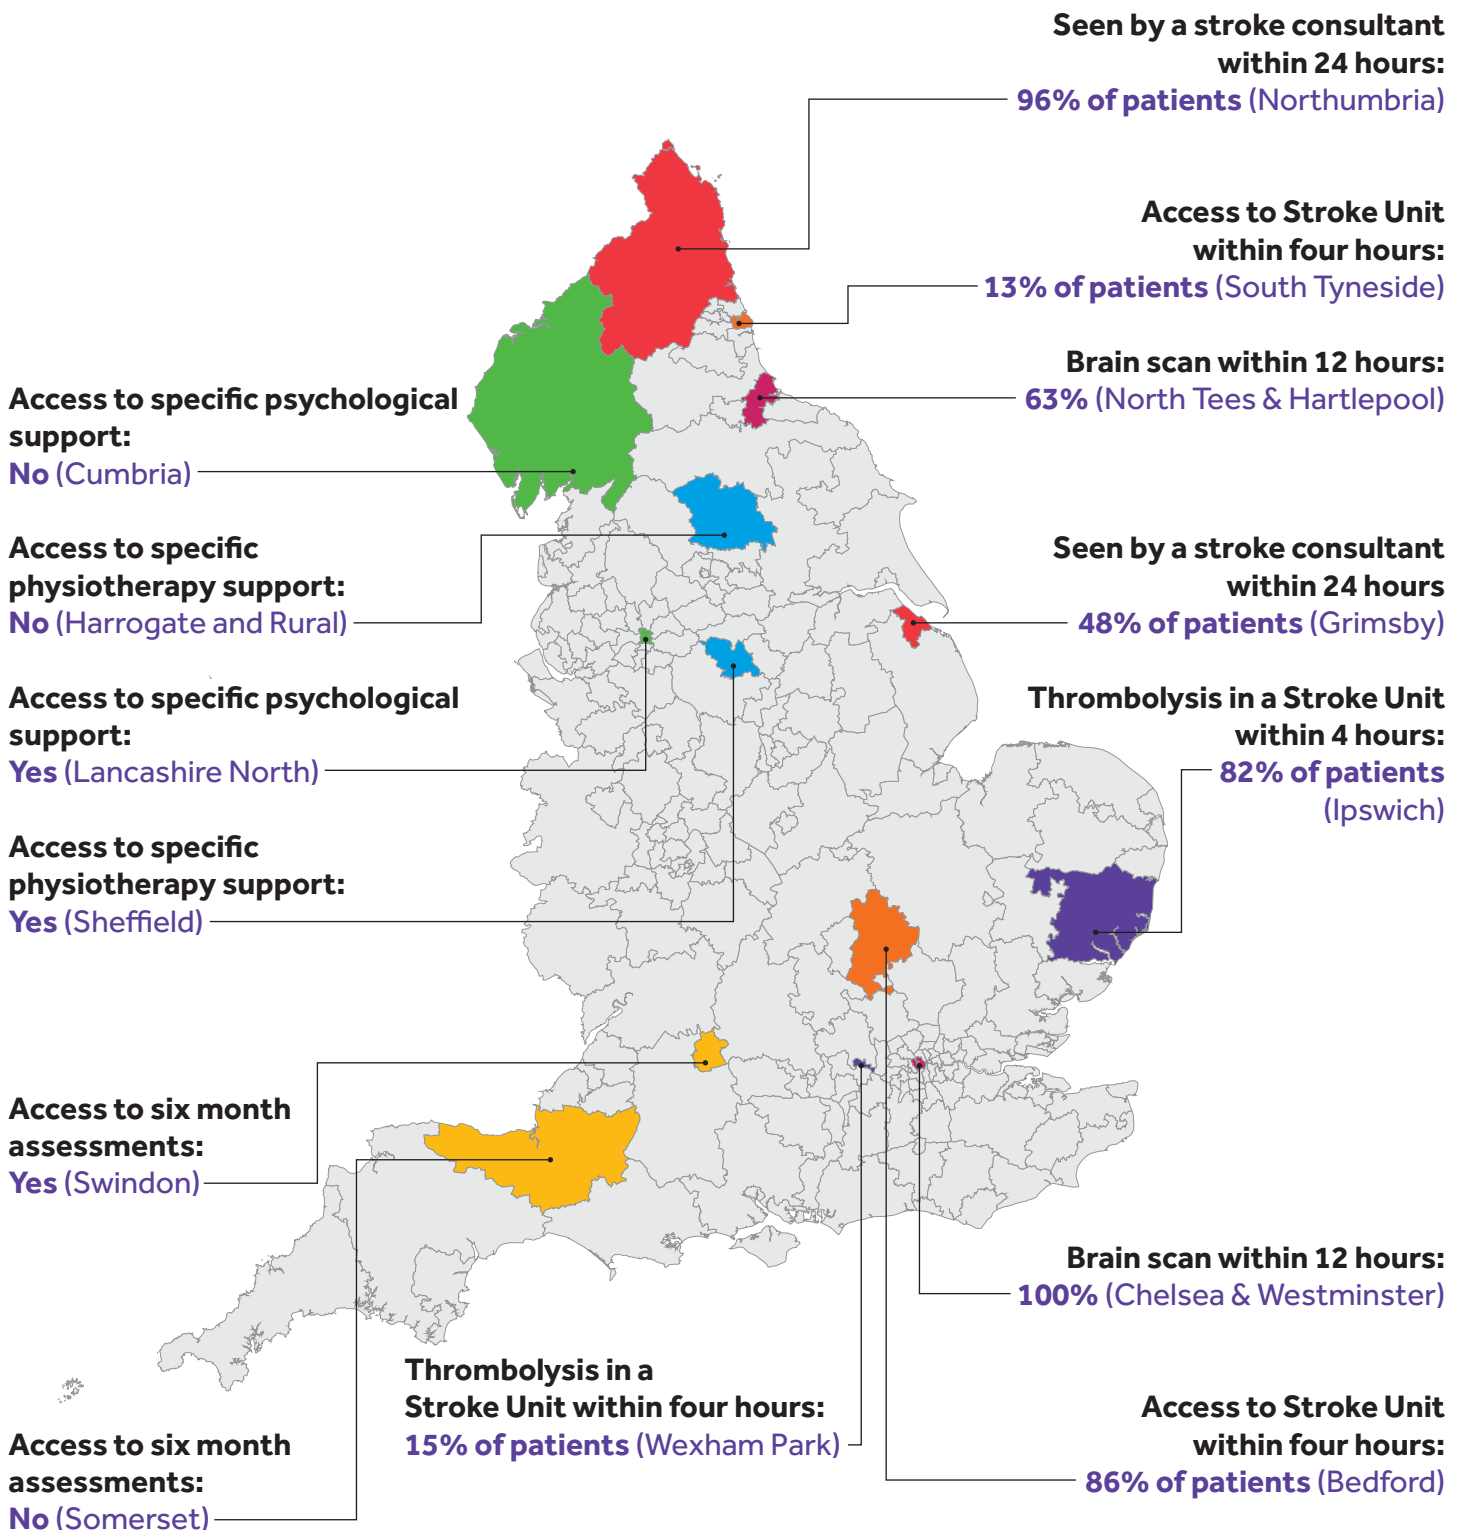 Seen by a stroke consultant
within 24 hours:
96% of patients (Northumbria)
Access to Stroke Unit
within four hours:
13% of patients (South Tyneside)
Brain scan within 12 hours:
63% (North Tees & Hartlepool)
Access to specific psychological
support:
No (Cumbria)
Access to specific
physiotherapy support:
No (Harrogate and Rural)
Seen by a stroke consultant
within 24 hours
48% of patients (Grimsby)
Access to specific psychological
support:
Yes (Lancashire North)
Thrombolysis in a Stroke Unit
within 4 hours:
82% of patients
(Ipswich)
Access to specific
physiotherapy support:
Yes (Sheffield)
Access to six month
assessments:
Yes (Swindon)
Brain scan within 12 hours:
100% (Chelsea & Westminster)
Thrombolysis in a
Stroke Unit within four hours:
15% of patients (Wexham Park)
Access to Stroke Unit
within four hours:
86% of patients (Bedford)
Access to six month
assessments:
No (Somerset)